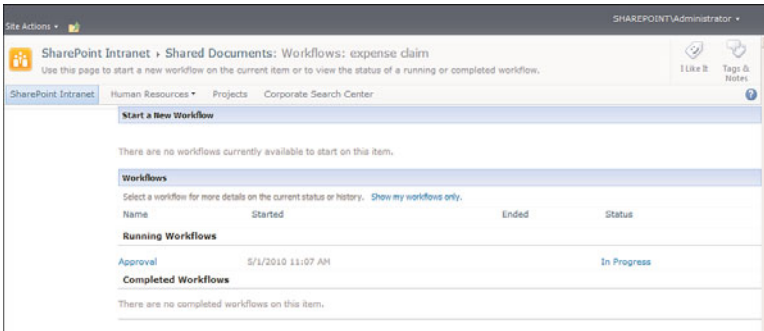 Site Actions
SHAREPOINT\Administrator
SharePoint Intranet › Shared Documents: Workflows: expense claim
Use this page to start a new workflow on the current item or to view the status of a running or completed workflow.
I Like It
Tags & Notes
SharePoint Intranet Human Resources Projects Corporate Search Center
Start a New Workflow
There are no workflows currently available to start on this item.
Workflows
Select a workflow for more details on the current status or history. Show my workflows only.
Name Started Ended Status
Running Workflows
Approval 5/1/2010 11:07 AM In Progress
Completed Workflows
There are no completed workflows on this item.